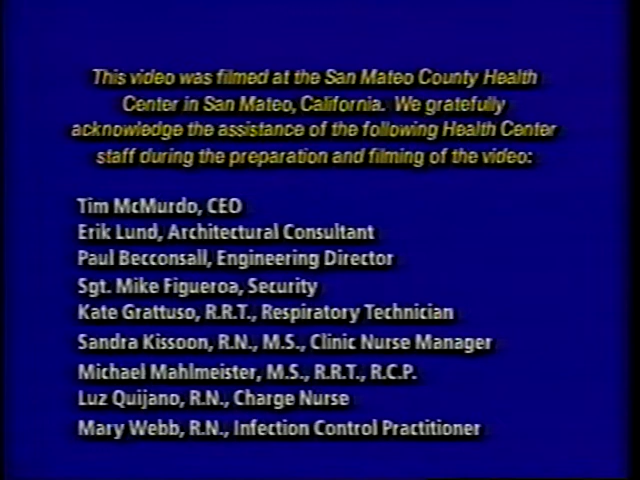 This video was filmed at the San Mateo County Health
Center in San Mateo, California. We gratefully
acknowledge the assistance of the following Health Center
staff during the preparation and filming of the video:
Tim McMurdo, CEO
Erik Lund, Architectural Consultant
Paul Becconsall, Engineering Director
Sgt. Mike Figueroa, Security
Kate Grattuso, R.R.T., Respiratory Technician
Sandra Kissoon, R.N., M.S., Clinic Nurse Manager
Michael Mahlmeister, M.S., R.R.T., R.C.P.
Luz Quijano, R.N., Charge Nurse
Mary Webb, R.N., Infection Control Practitioner